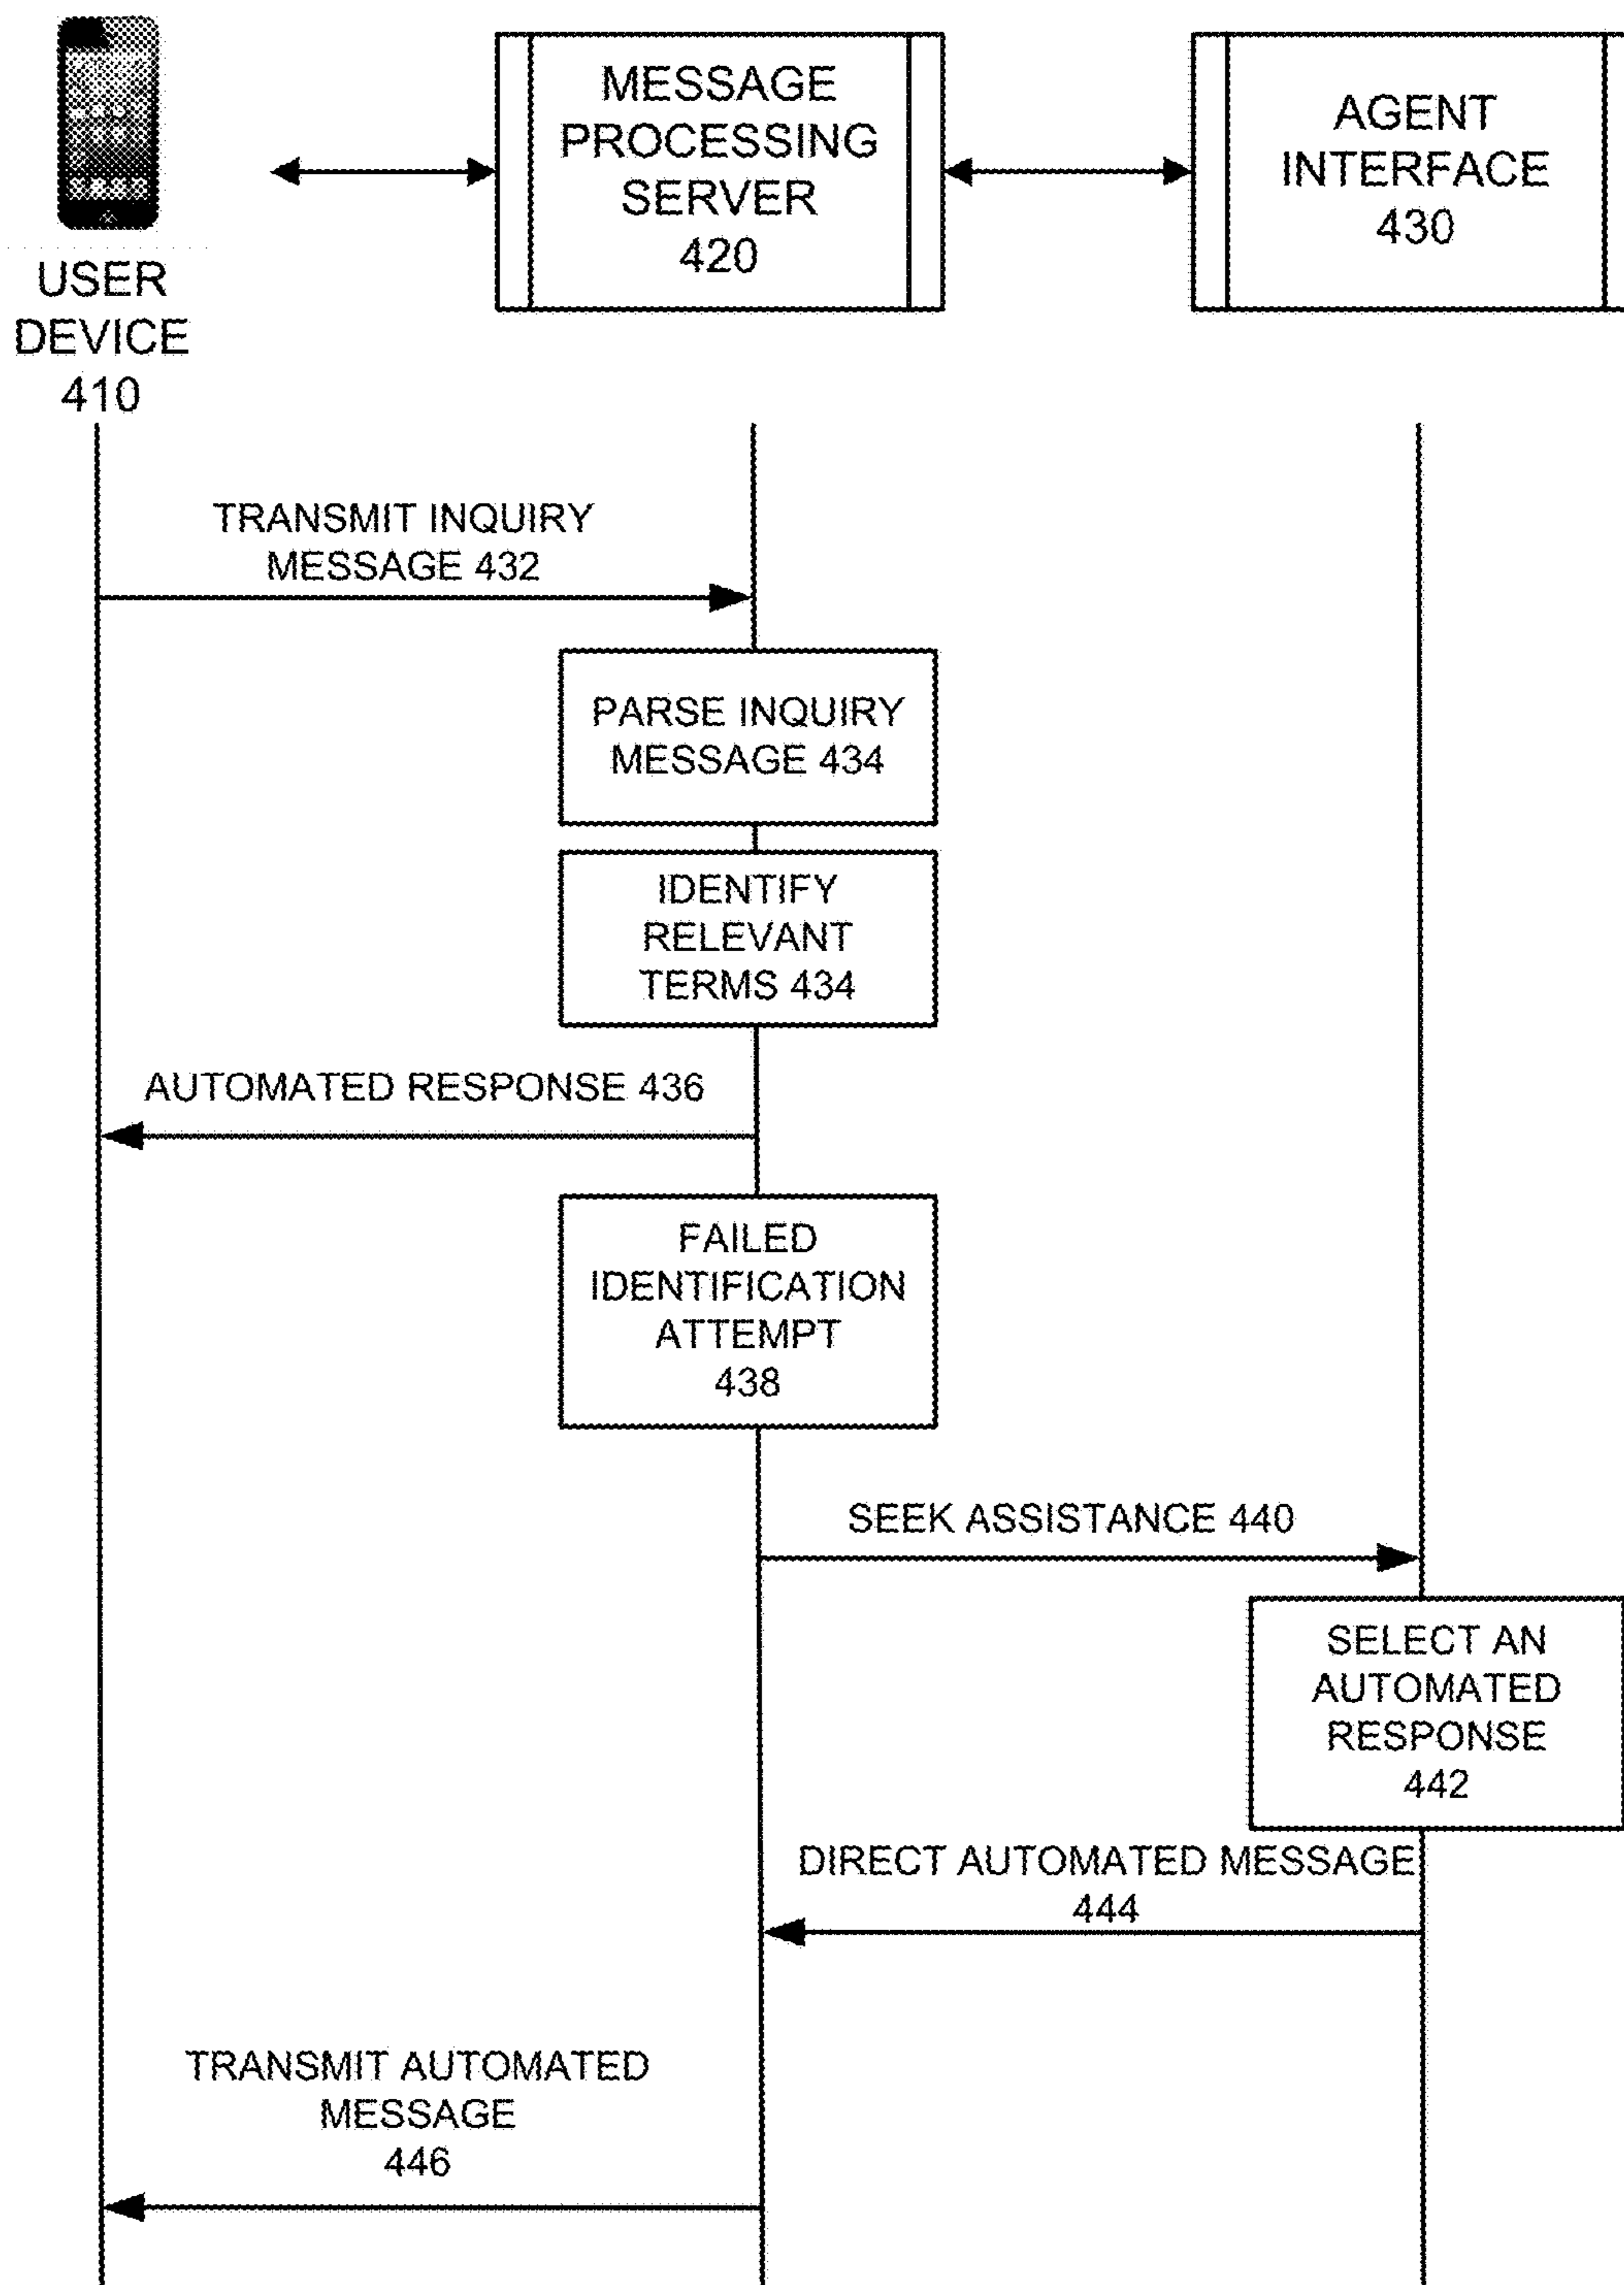 MESSAGE
PROCESSING
SERVER
420
AGENT
INTERFACE
430
USER
DEVICE
410
TRANSMIT INQUIRY
MESSAGE 432
PARSE INQUIRY
MESSAGE 434
IDENTIFY
RELEVANT
TERMS 434
AUTOMATED RESPONSE 436
FAILED
IDENTIFICATION
ATTEMPT
438
SEEK ASSISTANCE 440
SELECT AN
AUTOMATED
RESPONSE
442
DIRECT AUTOMATED MESSAGE
444
TRANSMIT AUTOMATED
MESSAGE
446